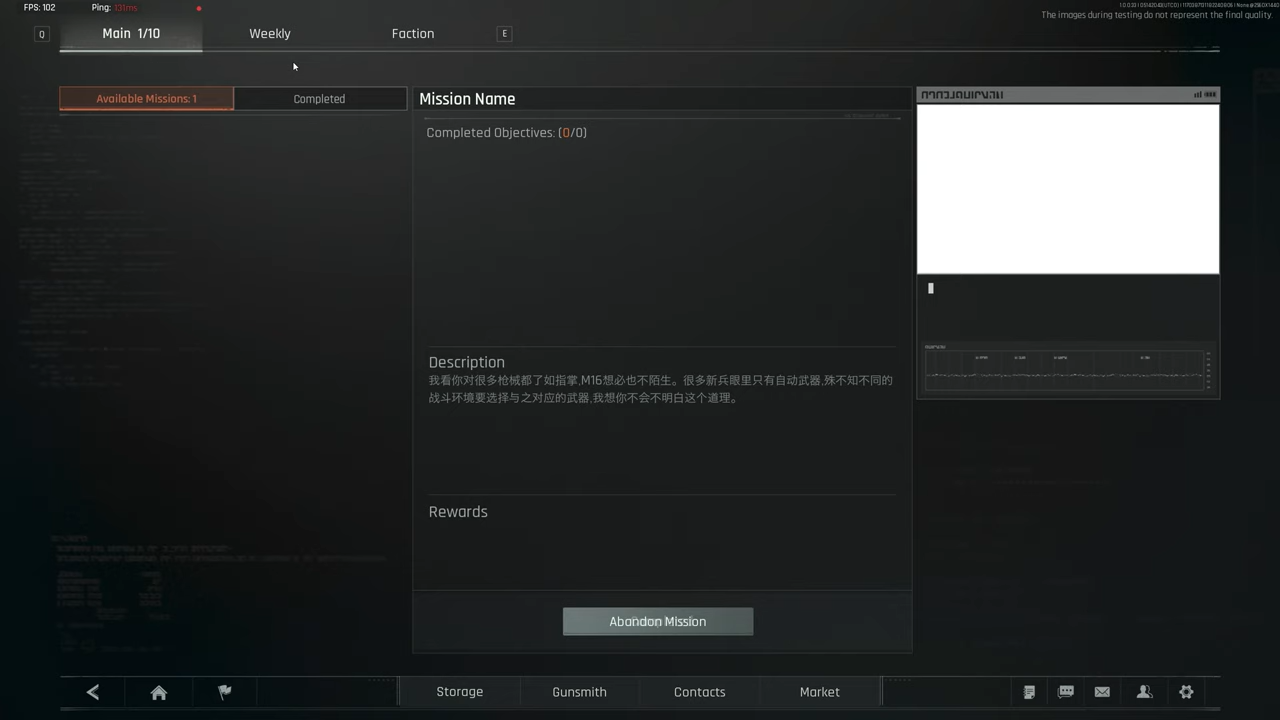 FPS: 102
Ping: 131ms
The images during testing do not represent the final quality.
Q
Main 1/10
Weekly
Faction
E
Available Missions: 1
Completed
Mission Name
Completed Objectives: (0/0)
Description
我看你对很多枪械都了如指掌,M16想必也不陌生。很多新兵眼里只有自动武器,殊不知不同的
战斗环境要选择与之对应的武器,我想你不会不明白这个道理。
Rewards
Abandon Mission
Storage
Gunsmith
Contacts
Market